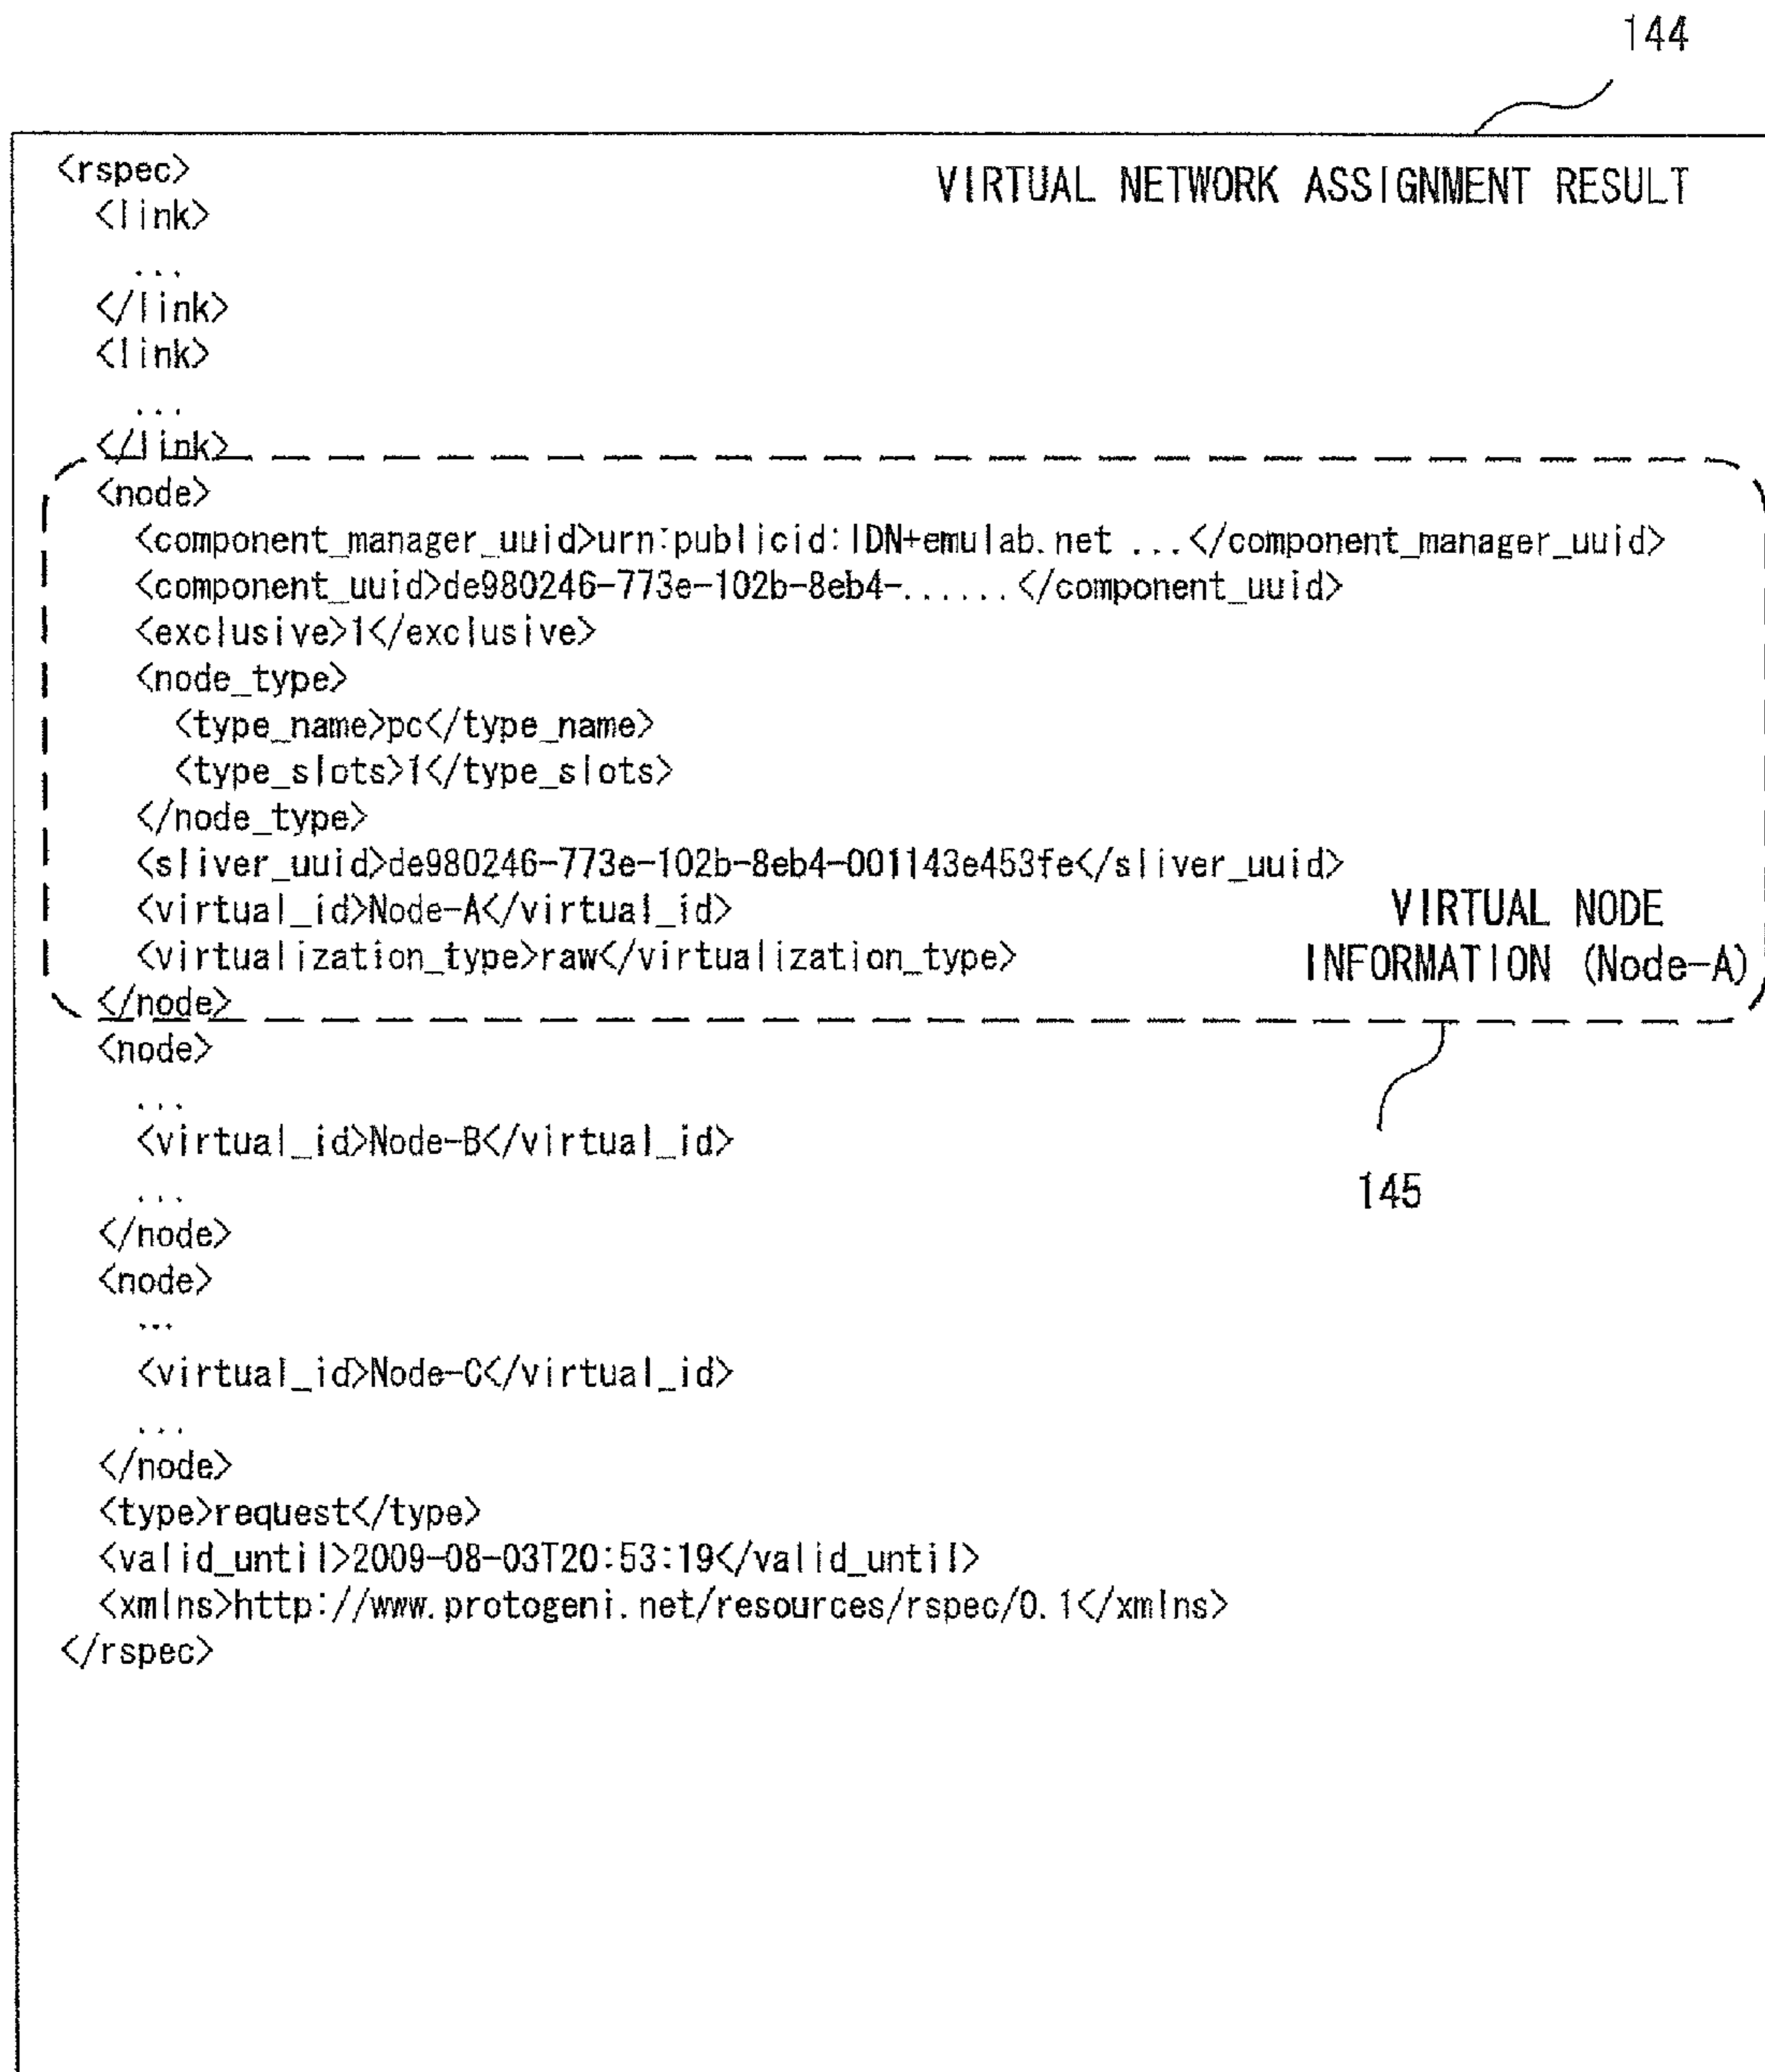 144
<rspec>
VIRTUAL NETWORK ASSIGNMENT RESULT
<link>
...
</link>
<link>
...
</link>
<node>
<component_manager_uuid>urn:publicid:IDN+emulab.net ...</component_manager_uuid>
<component_uuid>de980246-773e-102b-8eb4-......</component_uuid>
<exclusive>1</exclusive>
<node_type>
<type_name>pc</type_name>
<type_slots>1</type_slots>
</node_type>
<sliver_uuid>de980246-773e-102b-8eb4-001143e453fe</sliver_uuid>
<virtual_id>Node-A</virtual_id>
<virtualization_type>raw</virtualization_type>
VIRTUAL NODE
INFORMATION (Node-A)
</node>
<node>
...
<virtual_id>Node-B</virtual_id>
...
145
</node>
<node>
...
<virtual_id>Node-C</virtual_id>
...
</node>
<type>request</type>
<valid_until>2009-08-03T20:53:19</valid_until>
<xmlns>http://www.protogeni.net/resources/rspec/0.1</xmlns>
</rspec>